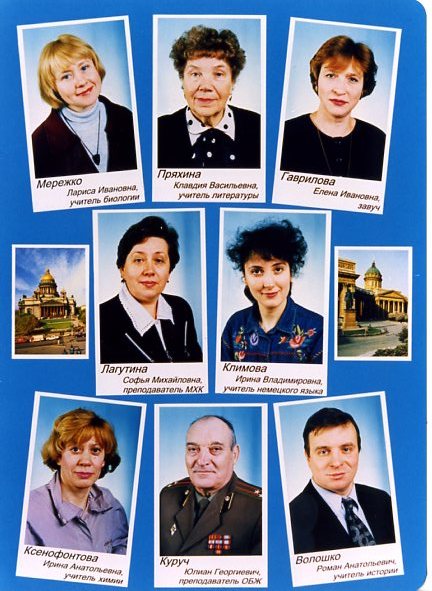 Мережко
Лариса Ивановна,
учитель биологии
Пряхина
Клавдия Васильевна,
учитель литературы
Гаврилова
Елена Ивановна,
завуч
Лагутина
Софья Михайловна,
преподаватель МХК
Климова
Ирина Владимировна,
учитель немецкого языка
Ксенофонтова
Ирина Анатольевна,
учитель химии
Куруч
Юлиан Георгиевич,
преподаватель ОБЖ
Волошко
Роман Анатольевич,
учитель истории